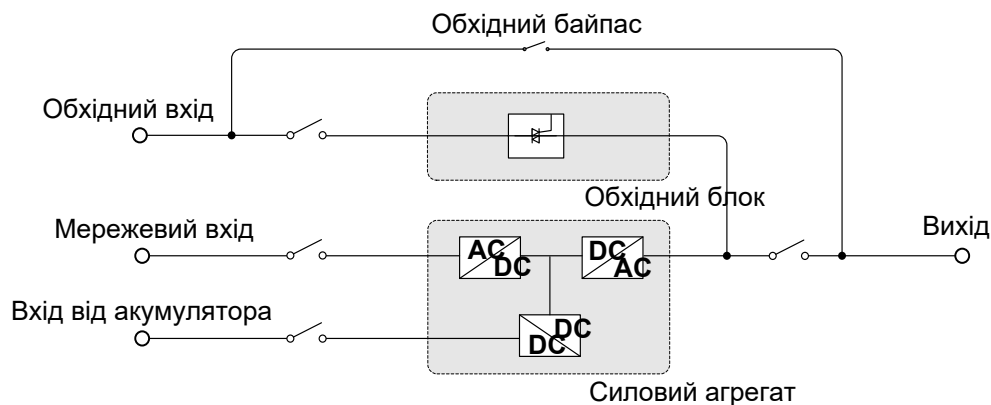 Обхідний байпас
Обхідний вхід
Обхідний блок
Мережевий вхід
Вихід
AC
DC
DC
AC
Вхід від акумулятора
DC
DC
Силовий агрегат